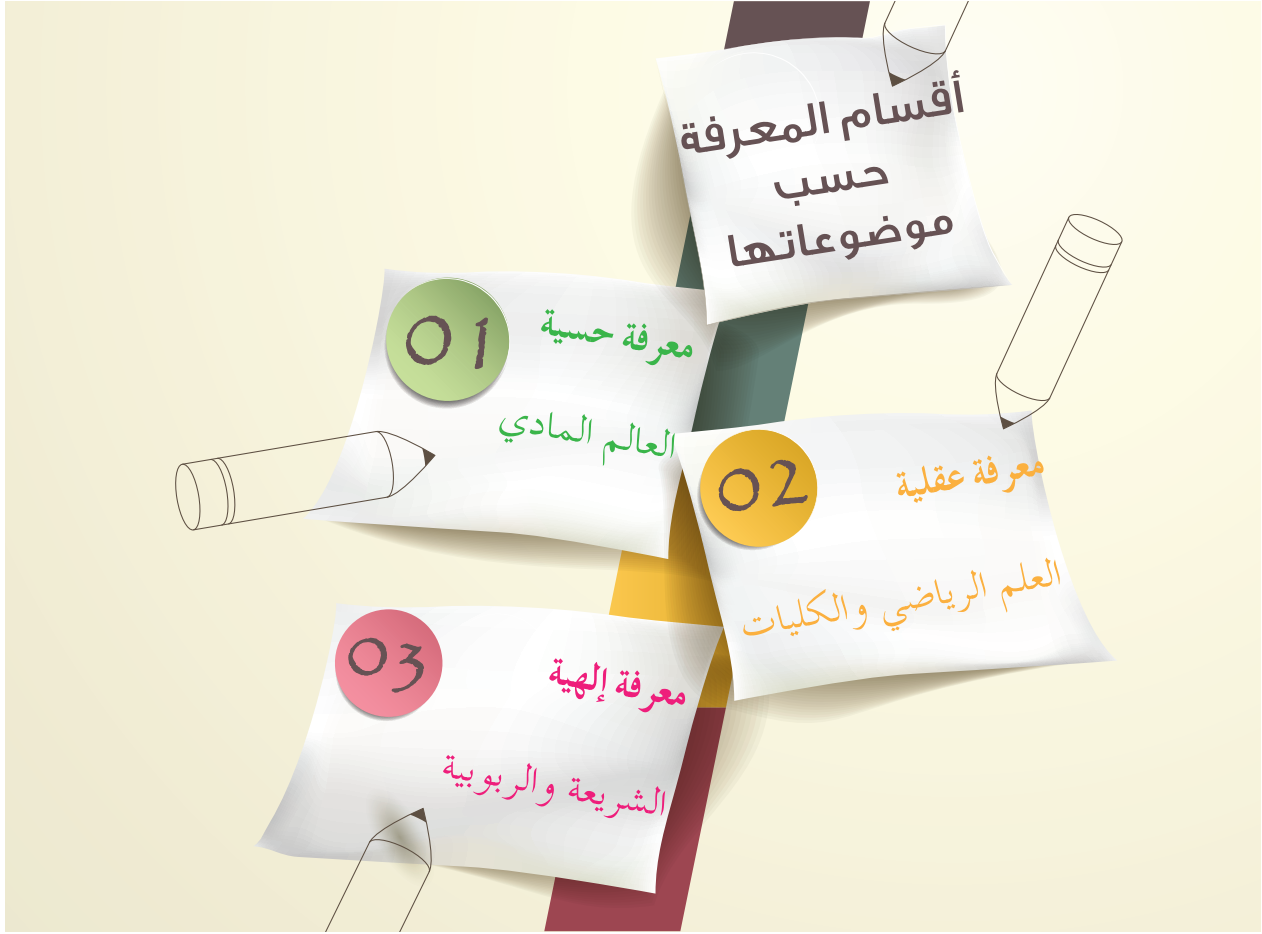 أقسام المعرفة
حسب
موضوعاتها
01
معرفة حسية
العالم المادي
02
معرفة عقلية
العلم الرياضي والكليات
03
معرفة إلهية
الشريعة والربوبية